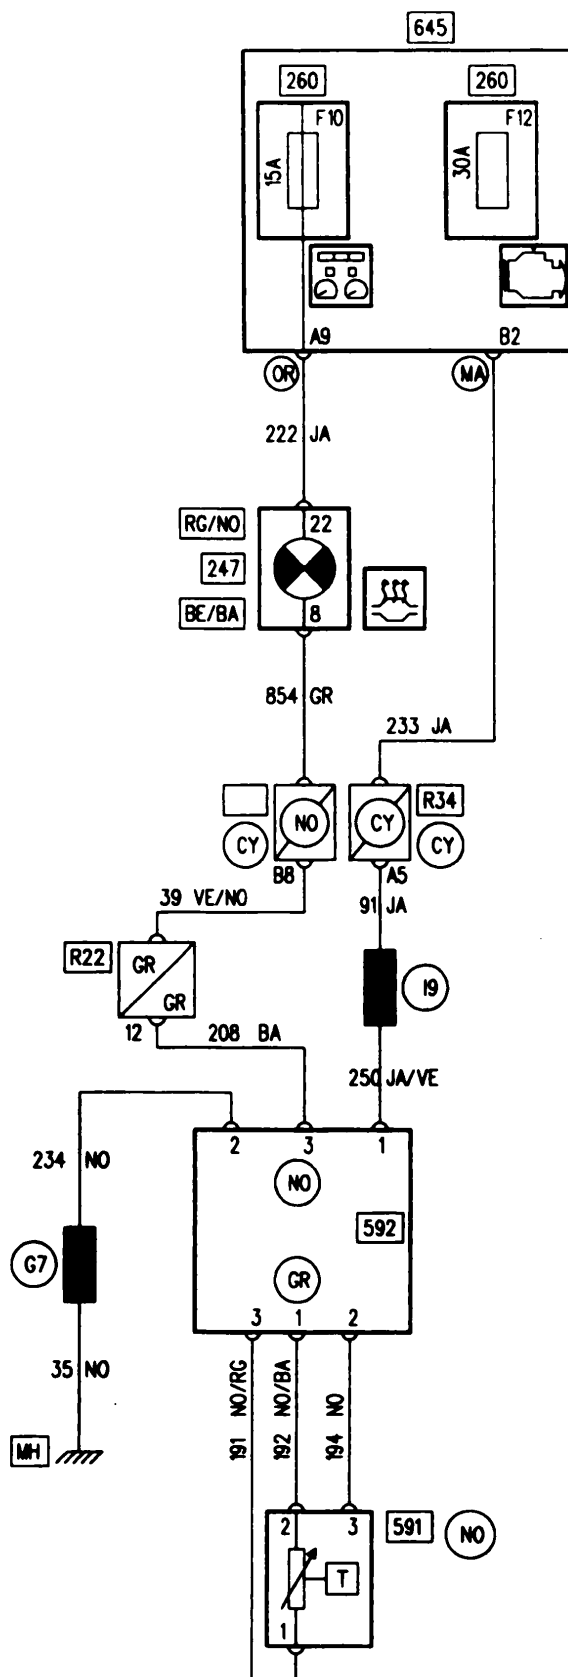 645
260 260
F10 F12
15A 30A
A9 B2
OR MA
222 JA
RG/NO 22
247
BE/BA 8
854 GR
233 JA
NO CY R34
CY CY
B8 A5
39 VE/NO 91 JA
R22 GR
GR
I9
12 208 BA
250 JA/VE
2 3 1
234 NO
NO
592
G7
GR
3 1 2
35 NO
191 NO/RG
192 NO/BA
194 NO
MH
2 3 591 NO
T
1